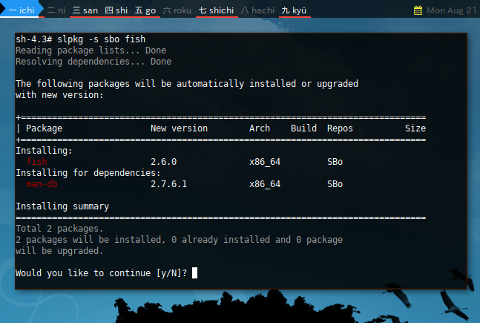 一 ichi 二 ni 三 san 四 shi 五 go 六 roku 七 shichi 八 hachi 九 kyū Mon Aug 21
sh-4.3# slpkg -s sbo fish
Reading package lists... Done
Resolving dependencies... Done
The following packages will be automatically installed or upgraded
with new version:
+==============================================================================
| Package New version Arch Build Repos Size
+==============================================================================
Installing:
fish 2.6.0 x86_64 SBo
Installing for dependencies:
man-db 2.7.6.1 x86_64 SBo
Installing summary
===============================================================================
Total 2 packages.
2 packages will be installed, 0 already installed and 0 package
will be upgraded.
Would you like to continue [y/N]?